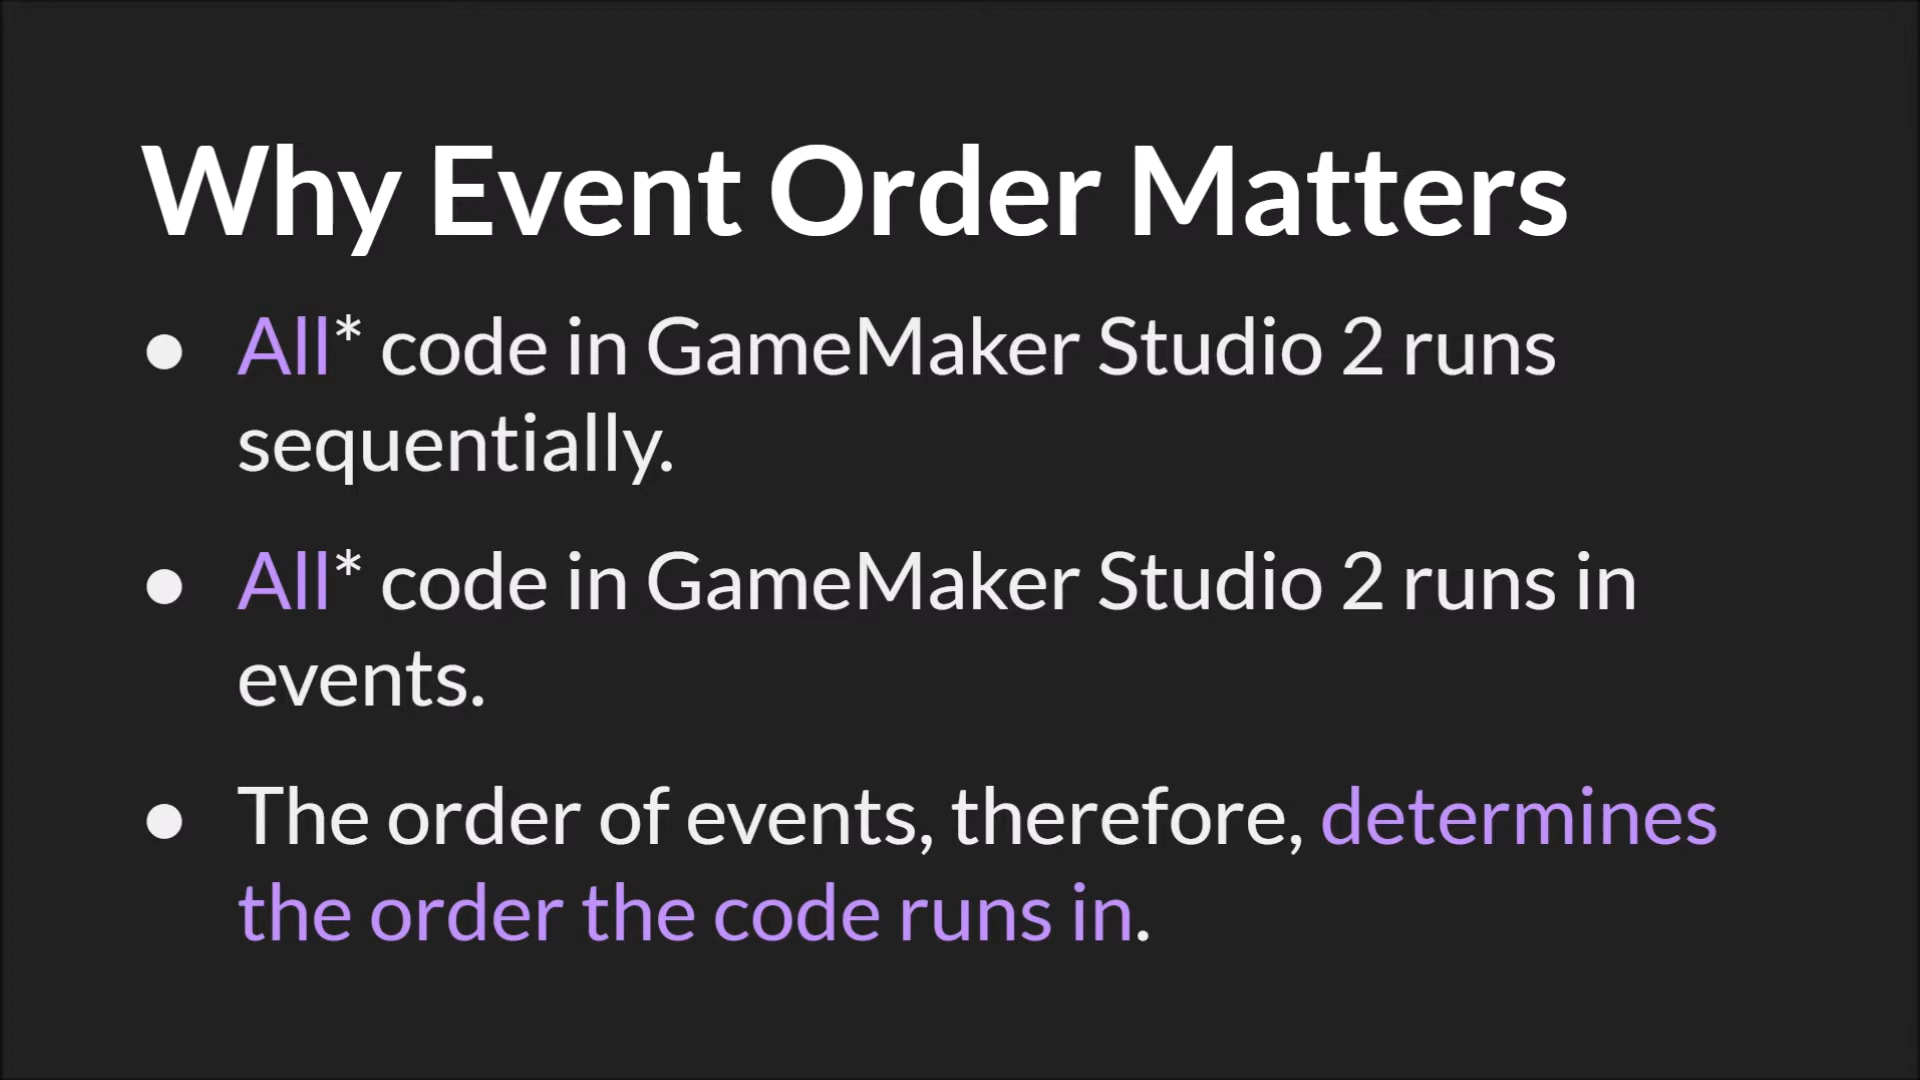 Why Event Order Matters
● All* code in GameMaker Studio 2 runs
sequentially.
● All* code in GameMaker Studio 2 runs in
events.
● The order of events, therefore, determines
the order the code runs in.